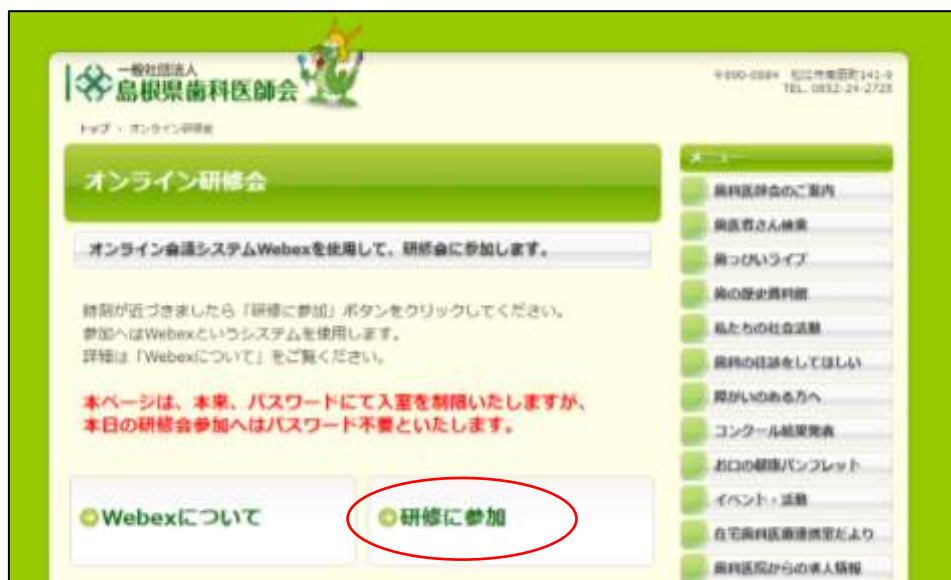 一般社団法人
島根県歯科医師会
〒690-0884 松江市南田町141-9
TEL. 0852-24-2725
トップ › オンライン研修会
オンライン研修会
オンライン会議システムWebexを使用して、研修会に参加します。
時刻が近づきましたら「研修に参加」ボタンをクリックしてください。
参加へはWebexというシステムを使用します。
詳細は「Webexについて」をご覧ください。
本ページは、本来、パスワードにて入室を制限いたしますが、
本日の研修会参加へはパスワード不要といたします。
Webexについて
研修に参加
メニュー
歯科医師会のご案内
歯医者さん検索
歯っぴいライフ
歯の歴史資料館
私たちの社会活動
歯科の往診をしてほしい
障がいのある方へ
コンクール結果発表
お口の健康パンフレット
イベント・活動
在宅歯科医療連携室だより
歯科医院からの求人情報